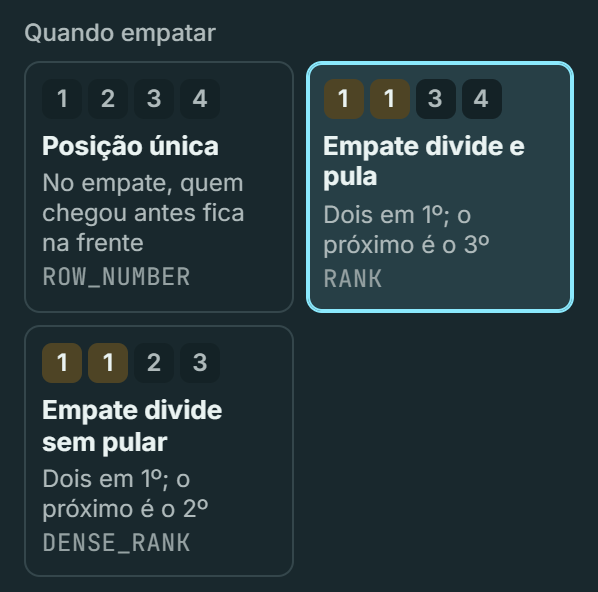 Quando empatar
1 2 3 4
Posição única
No empate, quem
chegou antes fica
na frente
ROW_NUMBER
1 1 3 4
Empate divide e
pula
Dois em 1º; o
próximo é o 3º
RANK
1 1 2 3
Empate divide
sem pular
Dois em 1º; o
próximo é o 2º
DENSE_RANK